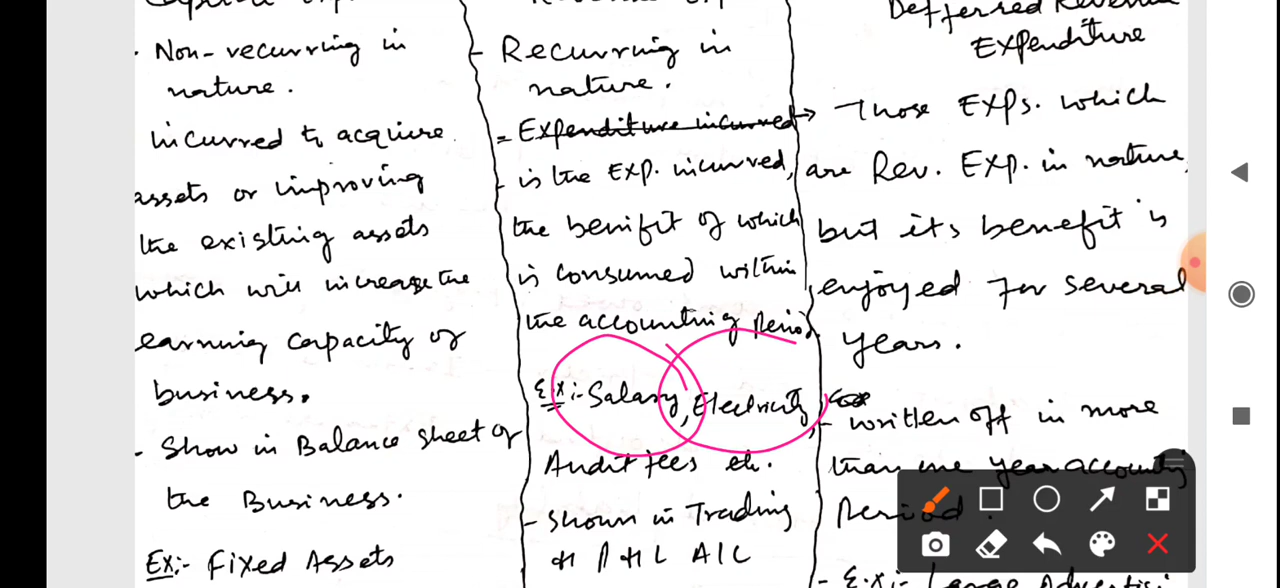 - Non-recurring in
nature.
incurred to acquire
assets or improving
the existing assets
which will increase the
earning capacity of
business.
- Show in Balance sheet of
the Business.
Ex:- Fixed Assets
- Recurring in
nature.
= Expenditure incurred
- is the Exp. incurred,
the benifit of which
is consumed within
the accounting Period
Ex:- Salary, Electricity,
Audit fees etc.
- Shown in Trading
Defferred Revenue
Expenditure
→ Those Exps. which
are Rev. Exp. in nature,
but its benefit is
enjoyed for several
years.
- written off in more
than one year accounting
Period.
- Ex:- Large